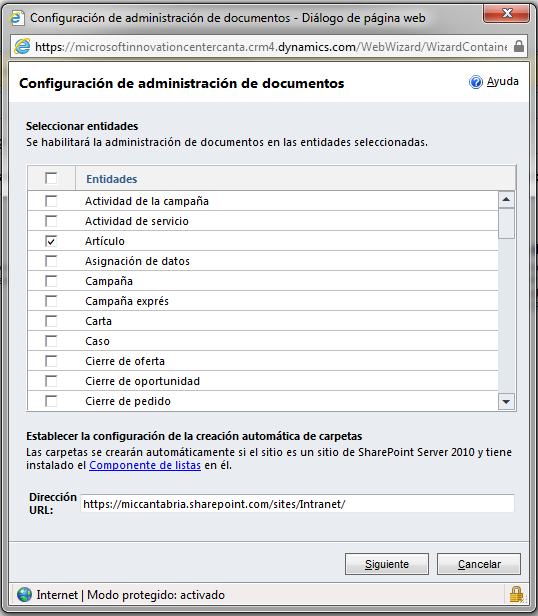 Configuración de administración de documentos - Diálogo de página web
https://microsoftinnovationcentercanta.crm4.dynamics.com/WebWizard/WizardContaine
Configuración de administración de documentos
Ayuda
Seleccionar entidades
Se habilitará la administración de documentos en las entidades seleccionadas.
Entidades
Actividad de la campaña
Actividad de servicio
Artículo
Asignación de datos
Campaña
Campaña exprés
Carta
Caso
Cierre de oferta
Cierre de oportunidad
Cierre de pedido
Establecer la configuración de la creación automática de carpetas
Las carpetas se crearán automáticamente si el sitio es un sitio de SharePoint Server 2010 y tiene
instalado el Componente de listas en él.
Dirección
URL:
https://miccantabria.sharepoint.com/sites/Intranet/
Siguiente
Cancelar
Internet | Modo protegido: activado